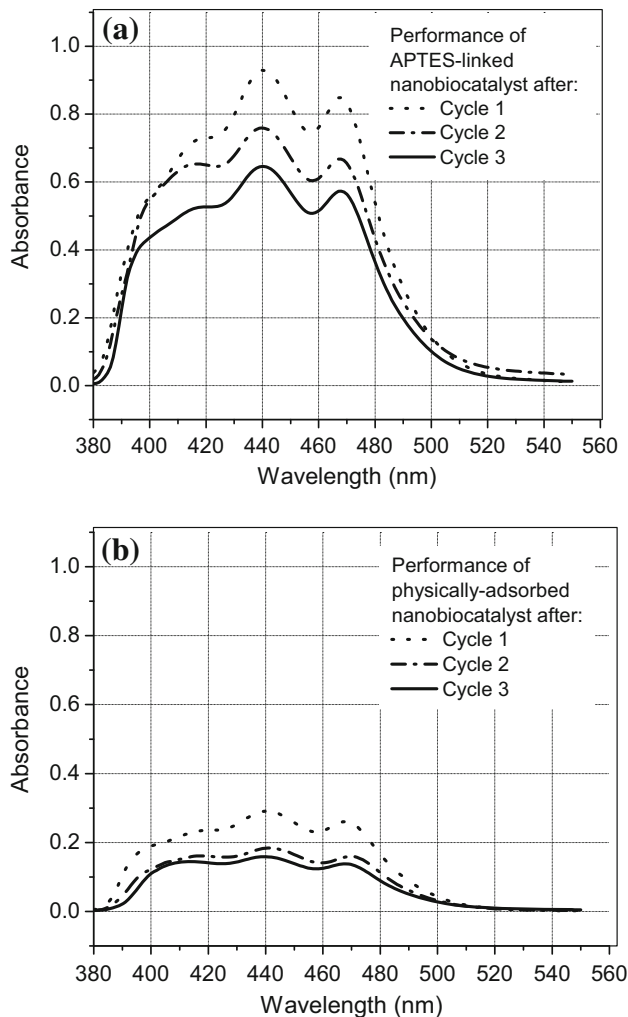 (a)
Performance of
APTES-linked
nanobiocatalyst after:
Cycle 1
Cycle 2
Cycle 3
1.0
0.8
0.6
0.4
0.2
0.0
Absorbance
380 400 420 440 460 480 500 520 540 560
Wavelength (nm)
(b)
Performance of
physically-adsorbed
nanobiocatalyst after:
Cycle 1
Cycle 2
Cycle 3
1.0
0.8
0.6
0.4
0.2
0.0
Absorbance
380 400 420 440 460 480 500 520 540 560
Wavelength (nm)